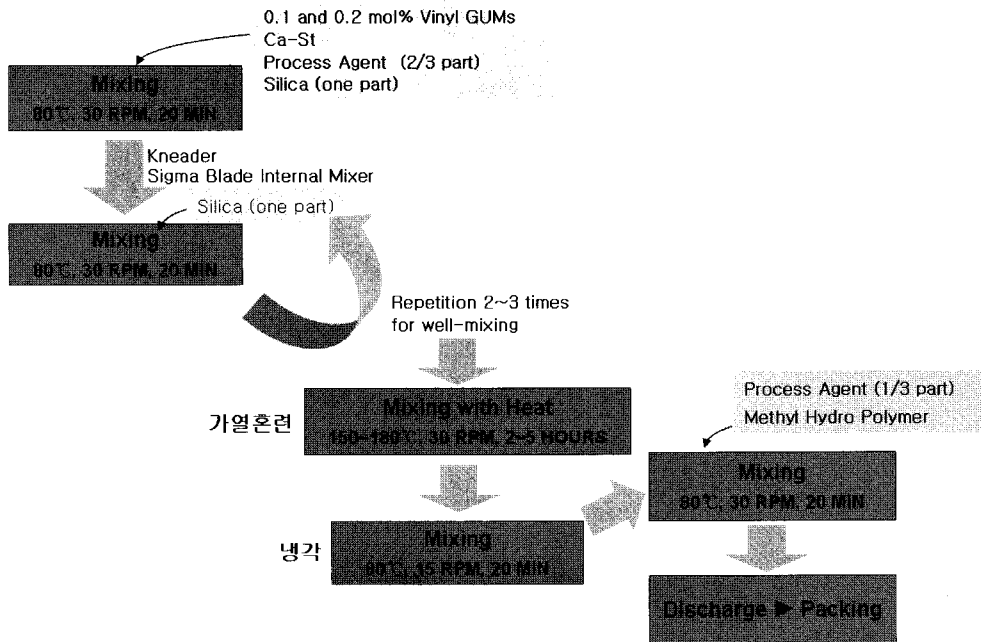 0.1 and 0.2 mol% Vinyl GUMs
Ca-St
Process Agent (2/3 part)
Silica (one part)
Mixing
80℃, 30 RPM, 20 MIN
Kneader
Sigma Blade Internal Mixer
Silica (one part)
Mixing
80℃, 30 RPM, 20 MIN
Repetition 2~3 times
for well-mixing
가열혼련
Mixing with Heat
150~180℃, 30 RPM, 2~5 HOURS
Process Agent (1/3 part)
Methyl Hydro Polymer
Mixing
80℃, 30 RPM, 20 MIN
냉각
Mixing
80℃, 15 RPM, 20 MIN
Discharge ► Packing